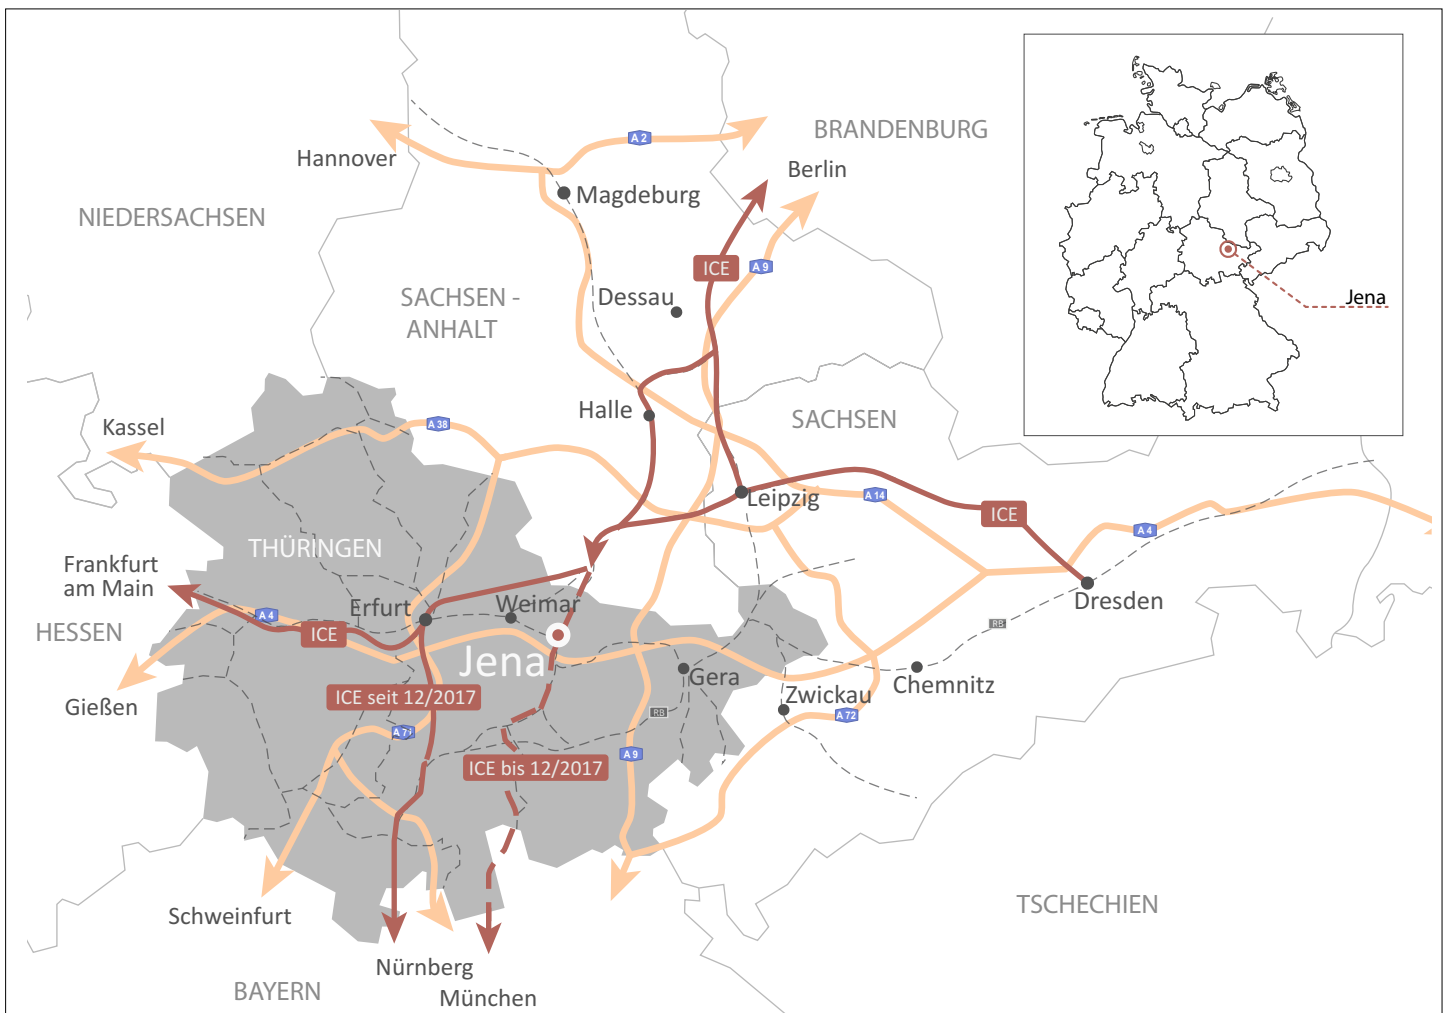 BRANDENBURG
A 2
Hannover
Berlin
Magdeburg
NIEDERSACHSEN
ICE
A 9
Dessau
SACHSEN -
ANHALT
Jena
Halle
SACHSEN
Kassel
A 38
Leipzig
A 14
ICE
A 4
THÜRINGEN
Frankfurt
am Main
Erfurt
Weimar
Dresden
A 4
HESSEN
ICE
RB
Jena
Gera
Chemnitz
Gießen
ICE seit 12/2017
Zwickau
RB
A 72
A 71
A 9
ICE bis 12/2017
Schweinfurt
TSCHECHIEN
Nürnberg
BAYERN
München